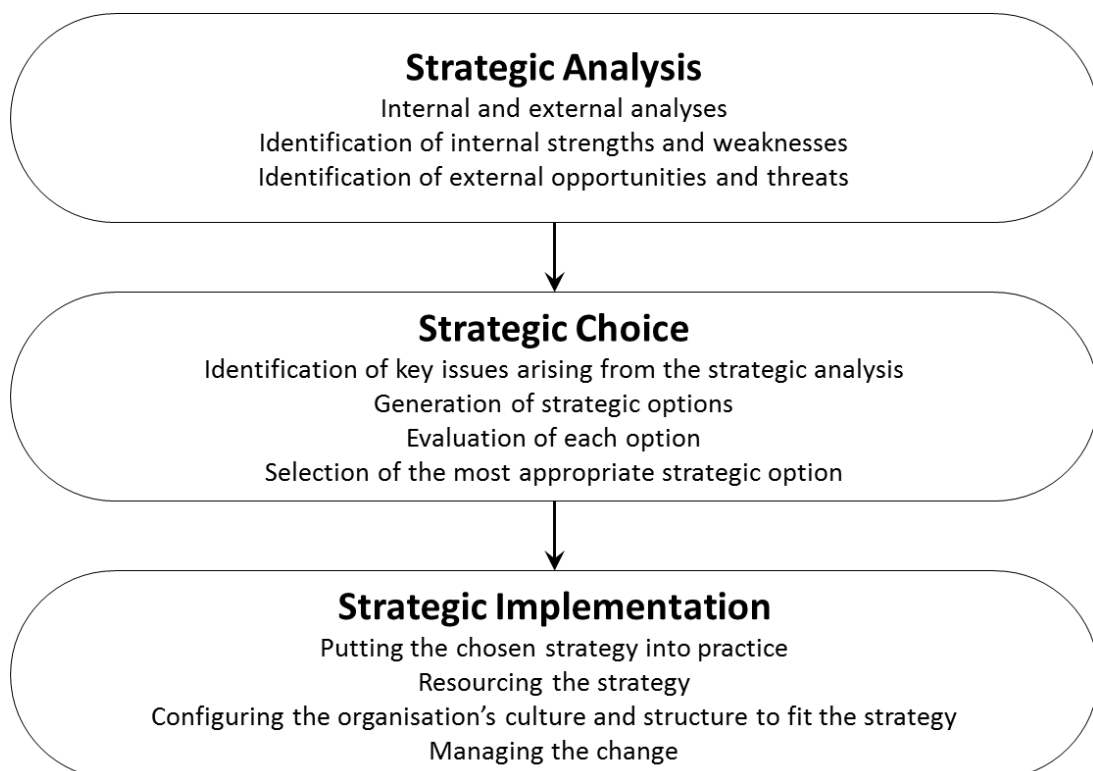 Strategic Analysis
Internal and external analyses
Identification of internal strengths and weaknesses
Identification of external opportunities and threats
Strategic Choice
Identification of key issues arising from the strategic analysis
Generation of strategic options
Evaluation of each option
Selection of the most appropriate strategic option
Strategic Implementation
Putting the chosen strategy into practice
Resourcing the strategy
Configuring the organisation’s culture and structure to fit the strategy
Managing the change